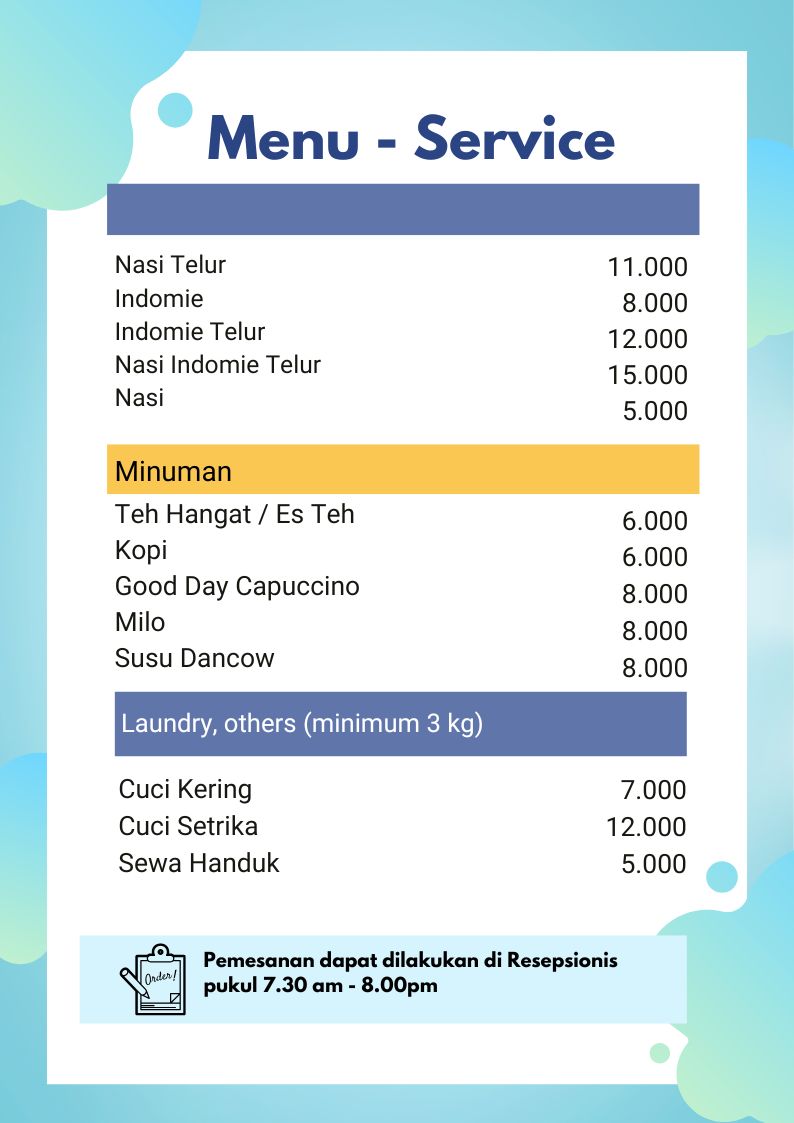 Menu - Service
Nasi Telur 11.000
Indomie 8.000
Indomie Telur 12.000
Nasi Indomie Telur 15.000
Nasi 5.000
Minuman
Teh Hangat / Es Teh 6.000
Kopi 6.000
Good Day Capuccino 8.000
Milo 8.000
Susu Dancow 8.000
Laundry, others (minimum 3 kg)
Cuci Kering 7.000
Cuci Setrika 12.000
Sewa Handuk 5.000
Order!
Pemesanan dapat dilakukan di Resepsionis
pukul 7.30 am - 8.00pm